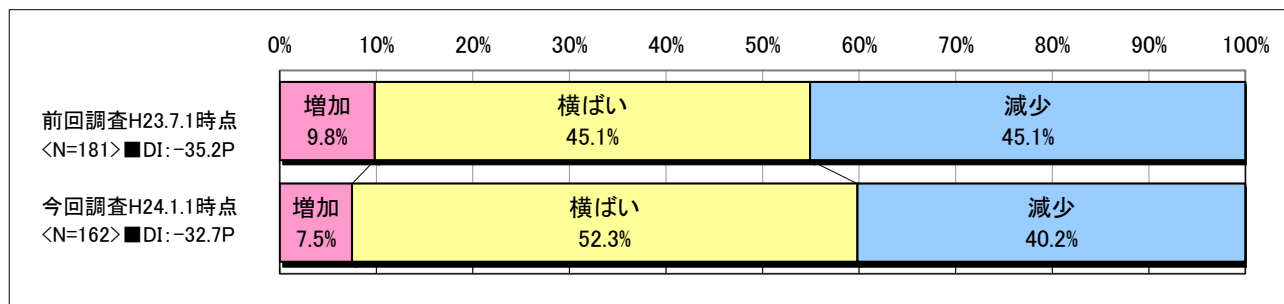 0% 10% 20% 30% 40% 50% 60% 70% 80% 90% 100%
前回調査H23.7.1時点
<N=181>■DI:-35.2P
増加 横ばい 減少
9.8% 45.1% 45.1%
今回調査H24.1.1時点
<N=162>■DI:-32.7P
増加 横ばい 減少
7.5% 52.3% 40.2%